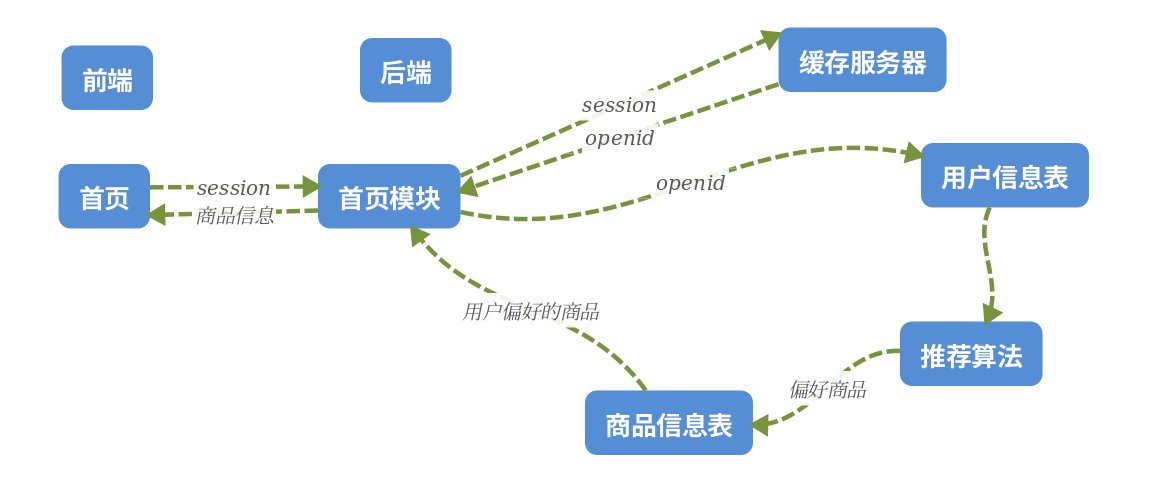 前端
后端
缓存服务器
session
openid
首页
session
商品信息
首页模块
openid
用户信息表
用户偏好的商品
推荐算法
偏好商品
商品信息表